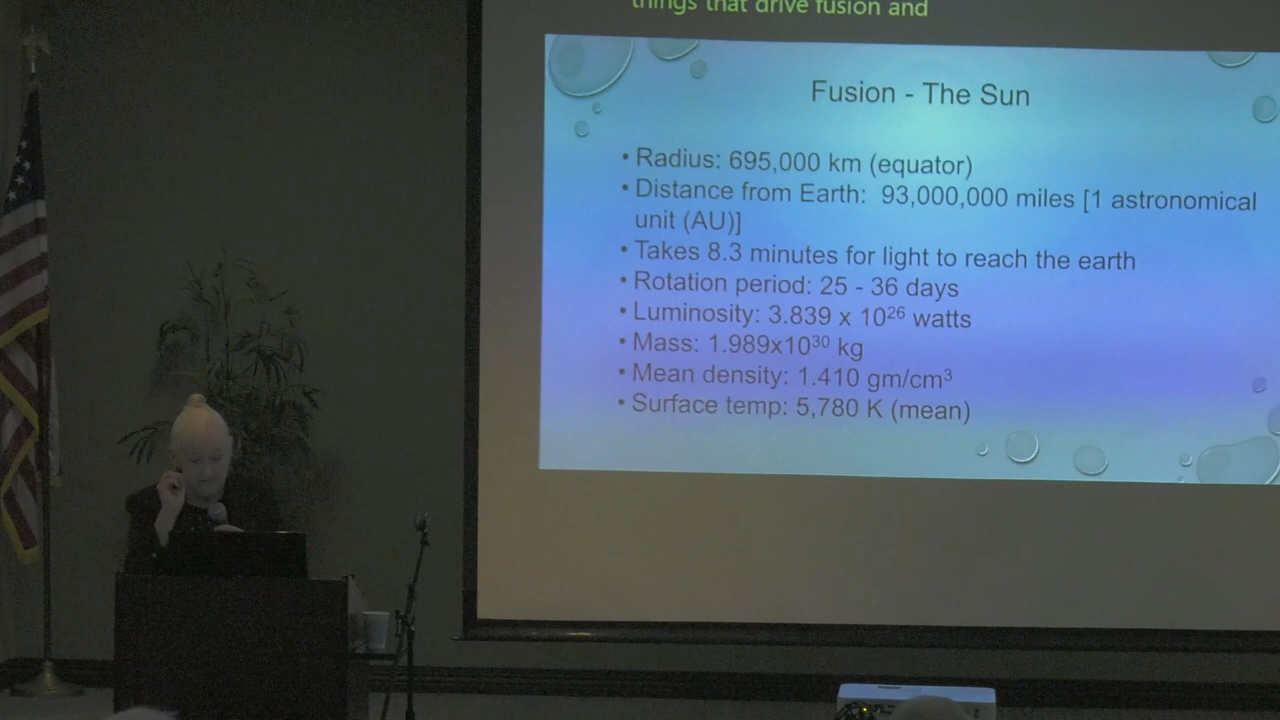 things that drive fusion and
Fusion - The Sun
• Radius: 695,000 km (equator)
• Distance from Earth:  93,000,000 miles [1 astronomical
unit (AU)]
• Takes 8.3 minutes for light to reach the earth
• Rotation period: 25 - 36 days
• Luminosity: 3.839 x 10²⁶ watts
• Mass: 1.989x10³⁰ kg
• Mean density: 1.410 gm/cm³
• Surface temp: 5,780 K (mean)